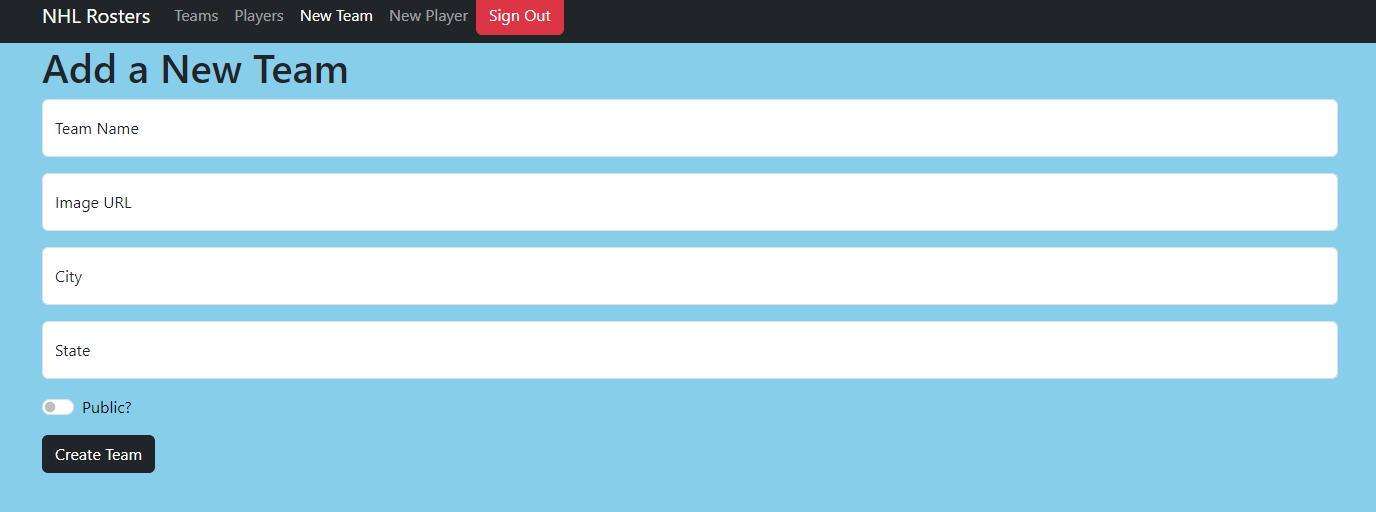 NHL Rosters Teams Players New Team New Player Sign Out
Add a New Team
Team Name
Image URL
City
State
Public?
Create Team